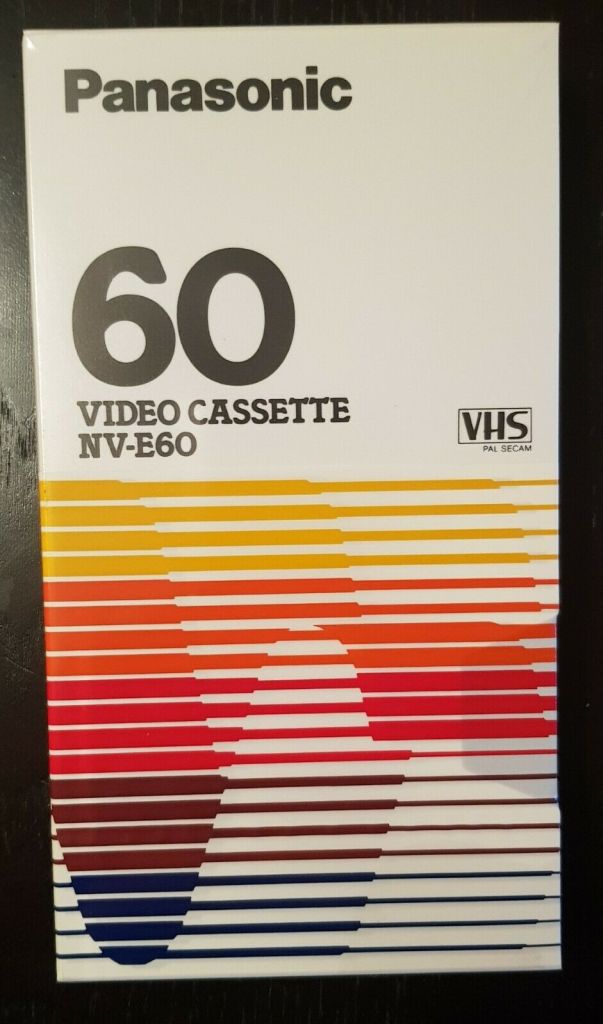 Panasonic
60
VIDEO CASSETTE
NV-E60
VHS
PAL SECAM